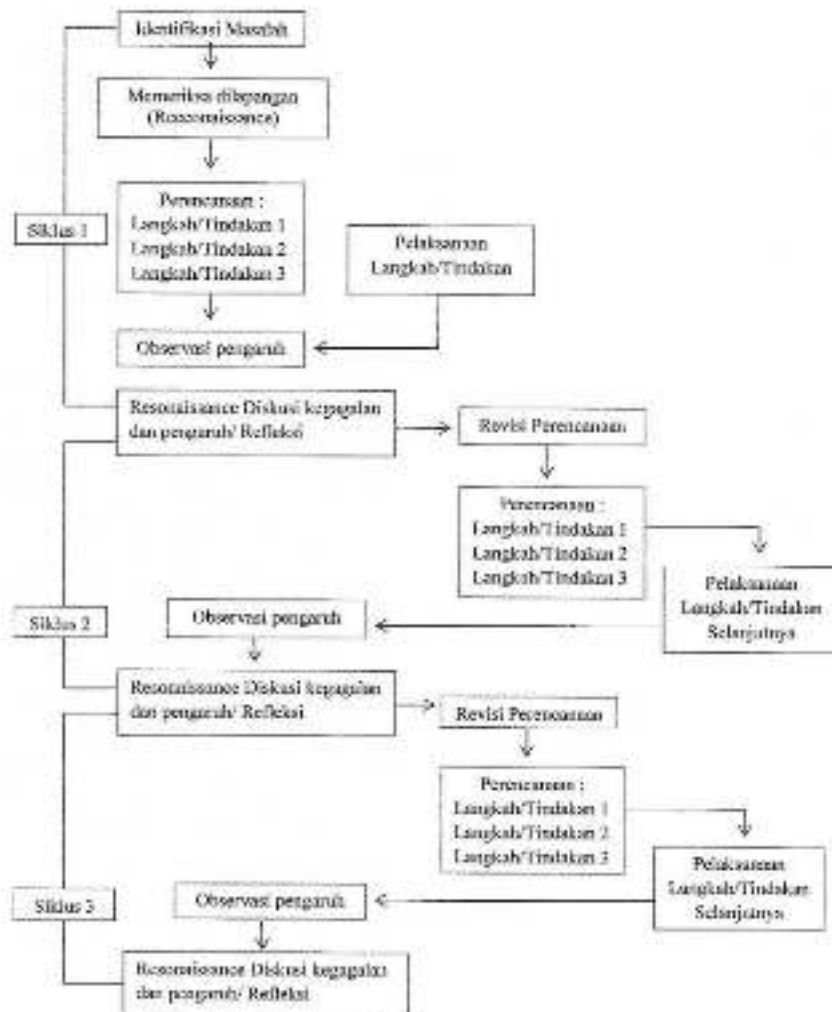 Identifikasi Masalah
Memeriksa dilapangan
(Reaconaissance)
Perencanaan :
Langkah/Tindakan 1
Langkah/Tindakan 2
Langkah/Tindakan 3
Siklus 1
Pelaksanaan
Langkah/Tindakan
Observasi pengaruh
Resonaissance Diskusi kegagalan
dan pengaruh/ Refleksi
Revisi Perencanaan
Perencanaan :
Langkah/Tindakan 1
Langkah/Tindakan 2
Langkah/Tindakan 3
Pelaksanaan
Langkah/Tindakan
Selanjutnya
Observasi pengaruh
Siklus 2
Resonaissance Diskusi kegagalan
dan pengaruh/ Refleksi
Revisi Perencanaan
Perencanaan :
Langkah/Tindakan 1
Langkah/Tindakan 2
Langkah/Tindakan 3
Pelaksanaan
Langkah/Tindakan
Selanjutnya
Observasi pengaruh
Siklus 3
Resonaissance Diskusi kegagalan
dan pengaruh/ Refleksi